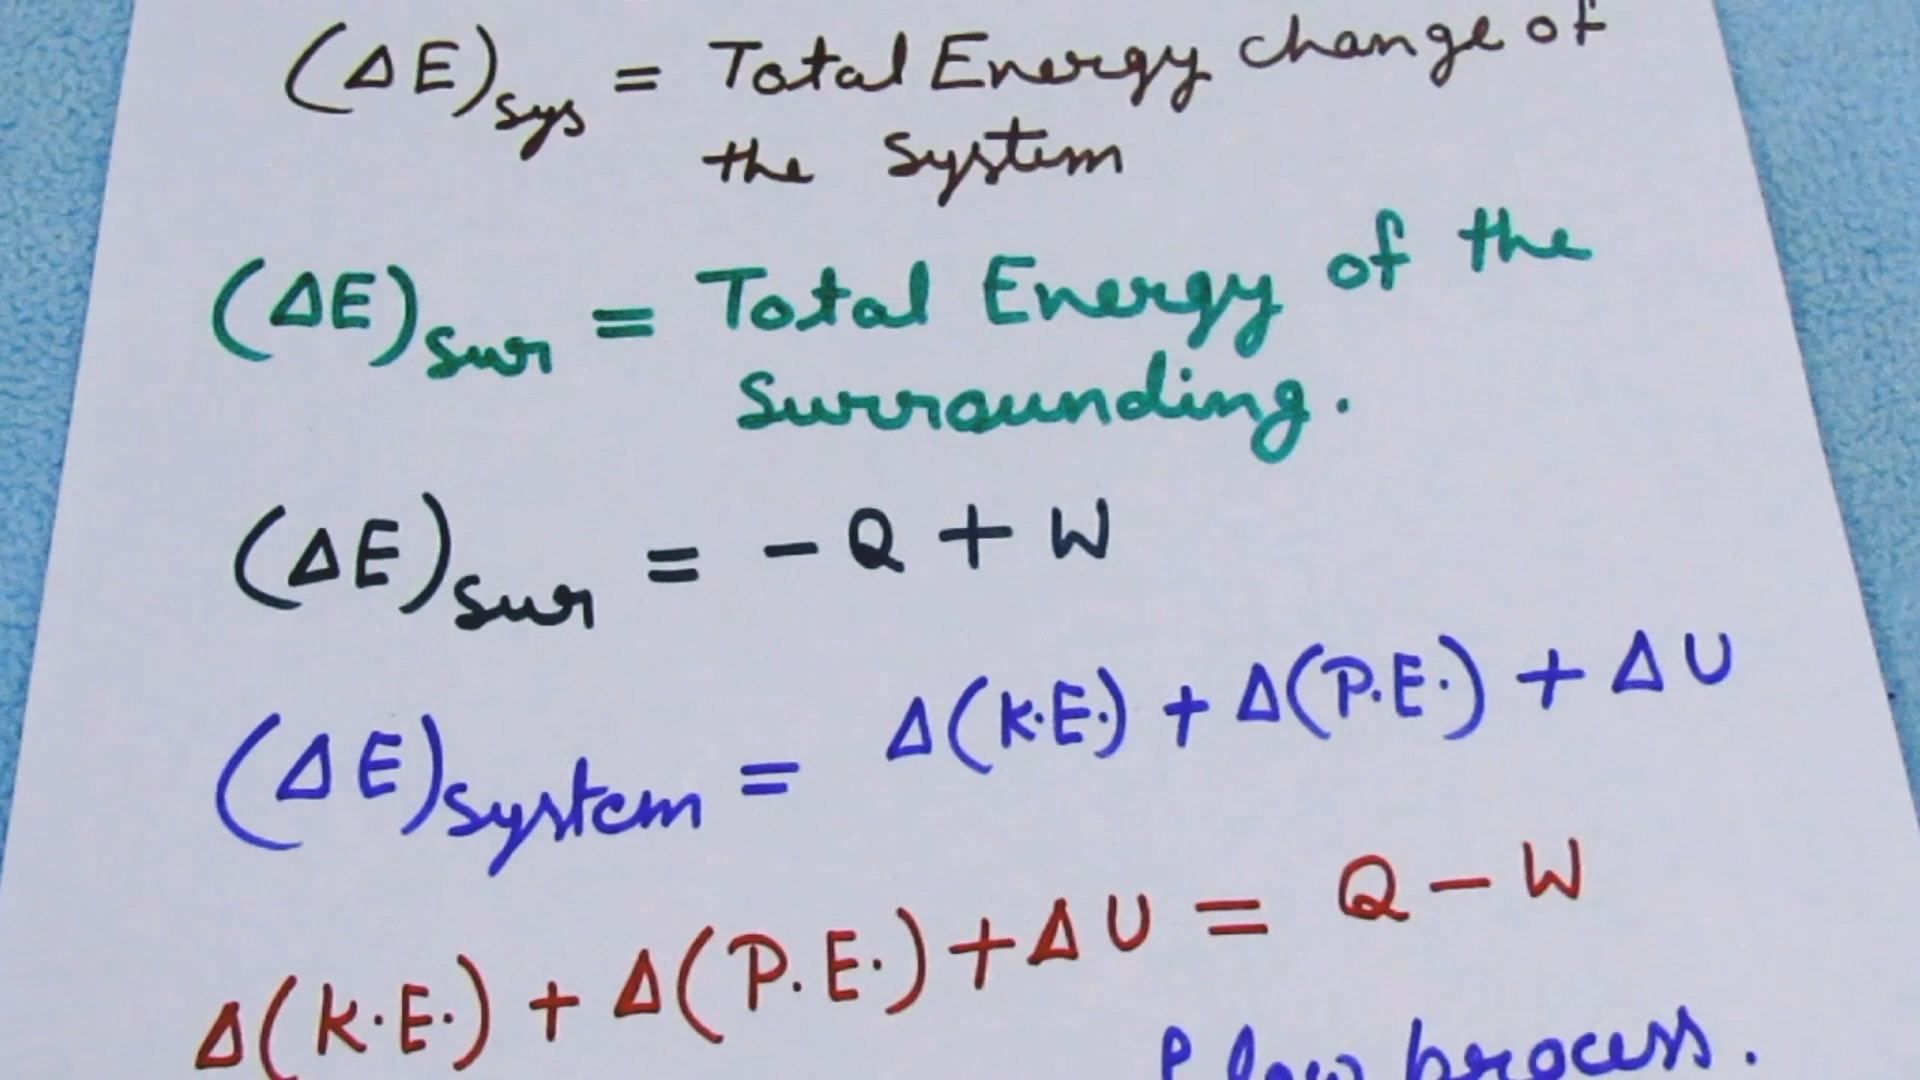 (ΔE)sys = Total Energy change of
the system
(ΔE)sur = Total Energy of the
Surrounding.
(ΔE)sur = - Q + W
(ΔE)system = Δ(K.E.) + Δ(P.E.) + ΔU
Δ(K.E.) + Δ(P.E.) + ΔU = Q - W
process.